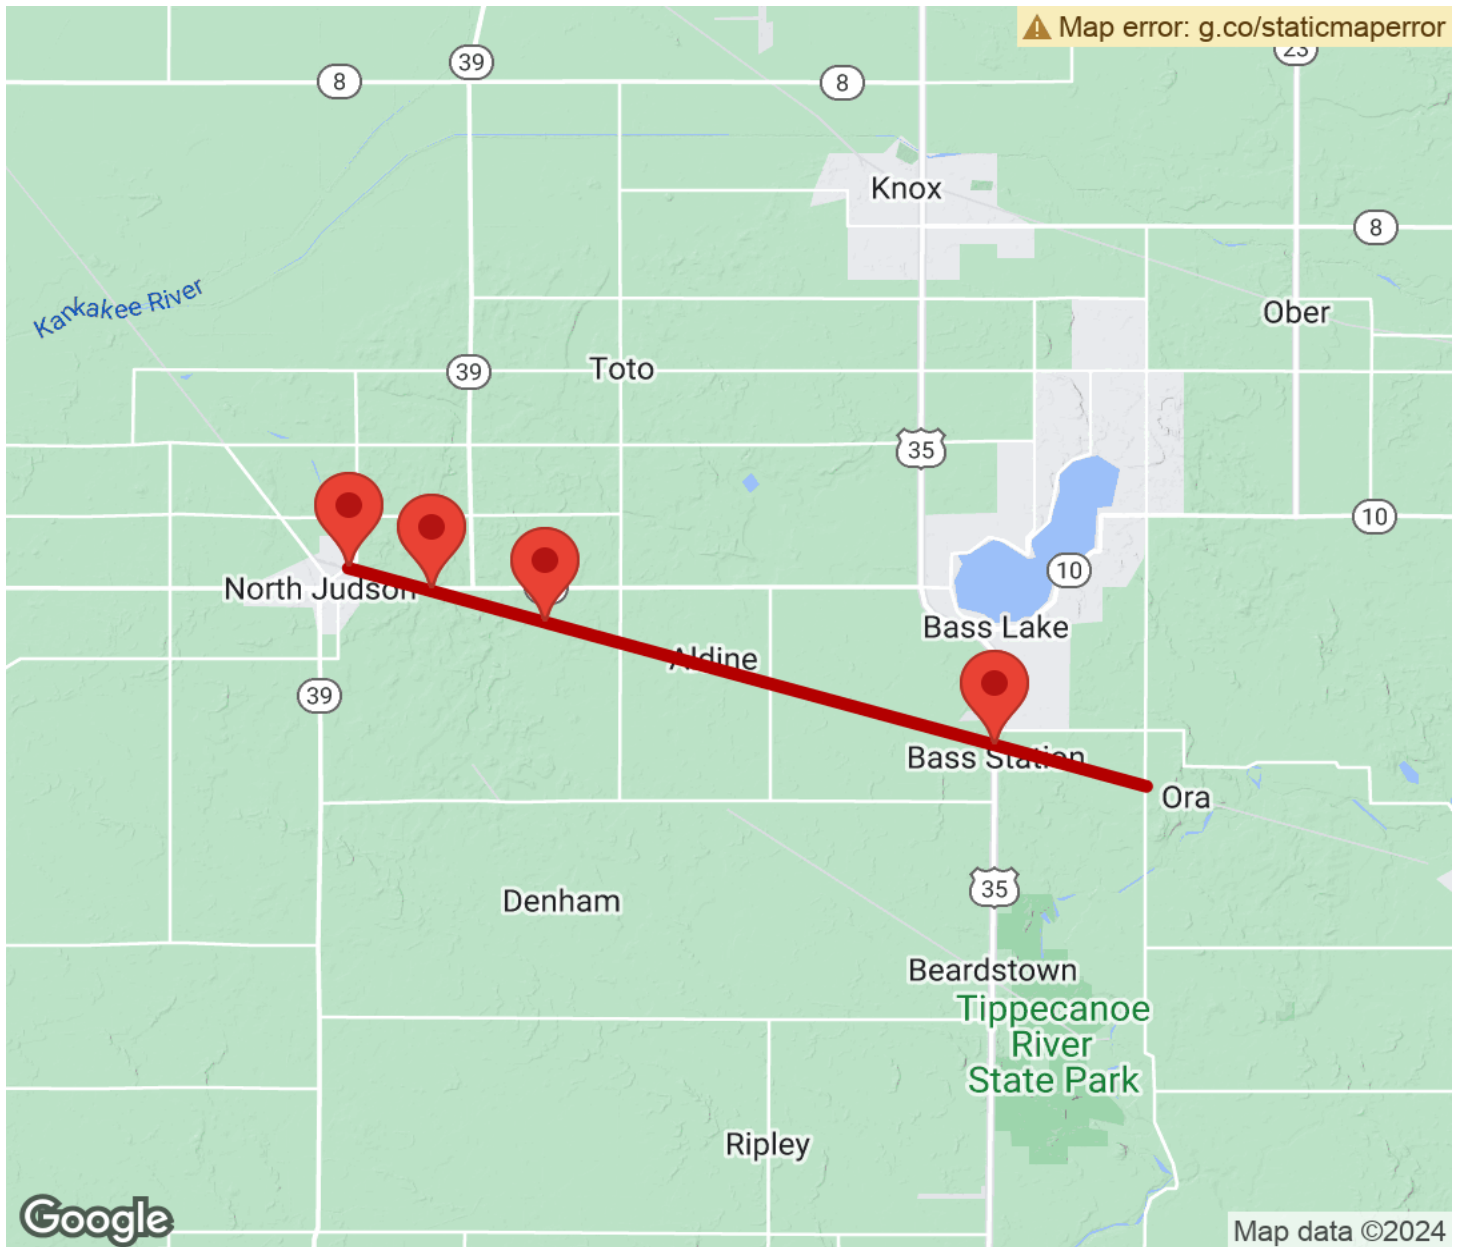 Map error: g.co/staticmaperror
39
8
8
23
Knox
8
Kankakee River
Ober
Toto
39
35
10
10
North Judson
Bass Lake
Aldine
39
Bass Station
Ora
35
Denham
Beardstown
Tippecanoe
River
State Park
Ripley
Google
Map data ©2024